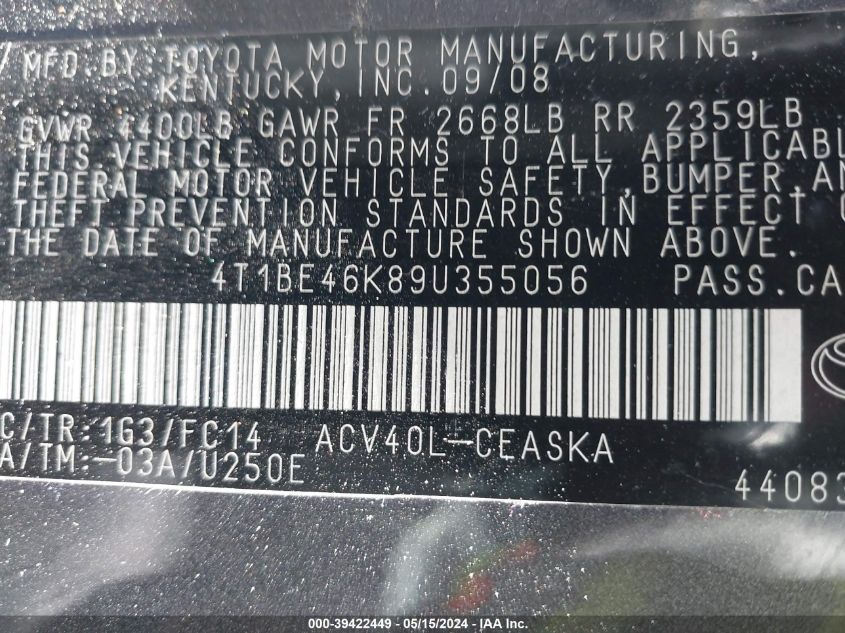 MFD.BY:TOYOTA MOTOR MANUFACTURING,
KENTUCKY, INC. 09/08
GVWR 4400LB GAWR FR 2668LB RR 2359LB
THIS VEHICLE CONFORMS TO ALL APPLICABL
FEDERAL MOTOR VEHICLE SAFETY, BUMPER, AN
THEFT PREVENTION STANDARDS IN EFFECT O
THE DATE OF MANUFACTURE SHOWN ABOVE.
4T1BE46K89U355056 PASS.CA
C/TR:1G3/FC14 ACV40L-CEASKA
A/TM:-03A/U250E
44083
000-39422449 - 05/15/2024 - IAA Inc.